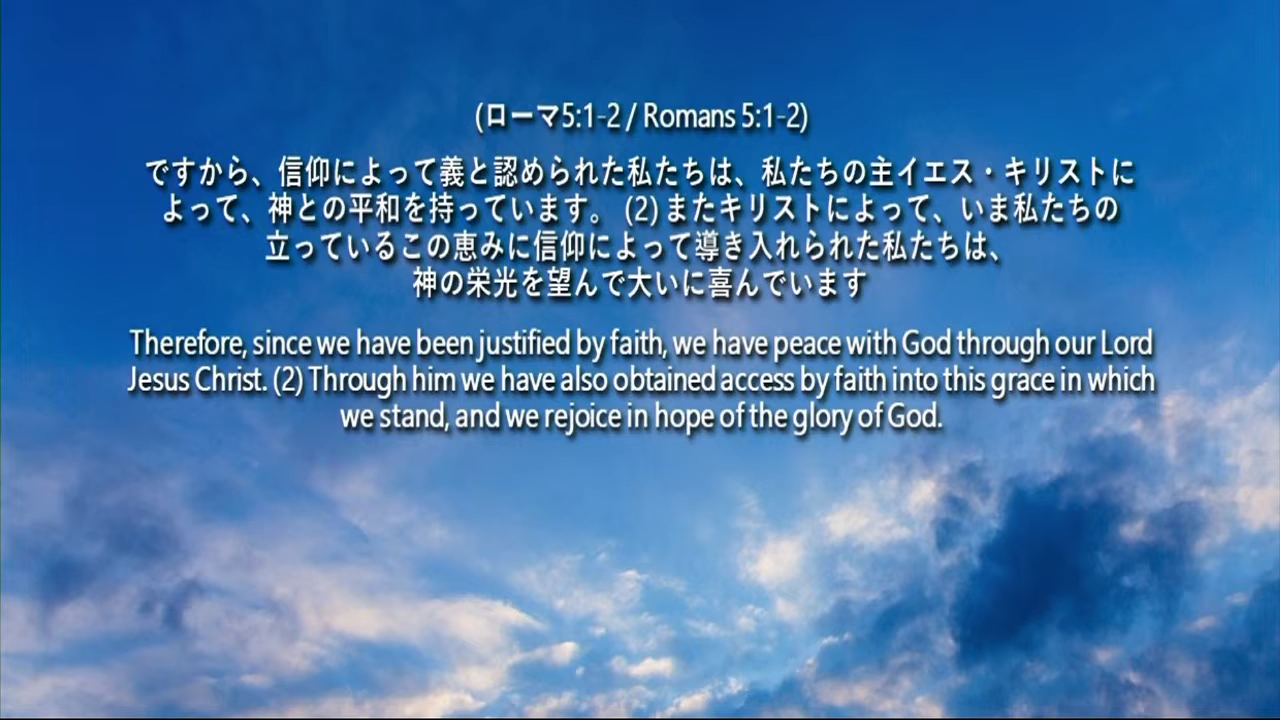 (ローマ5:1-2 / Romans 5:1-2)
ですから、信仰によって義と認められた私たちは、私たちの主イエス・キリストに
よって、神との平和を持っています。 (2) またキリストによって、いま私たちの
立っているこの恵みに信仰によって導き入れられた私たちは、
神の栄光を望んで大いに喜んでいます
Therefore, since we have been justified by faith, we have peace with God through our Lord
Jesus Christ. (2) Through him we have also obtained access by faith into this grace in which
we stand, and we rejoice in hope of the glory of God.